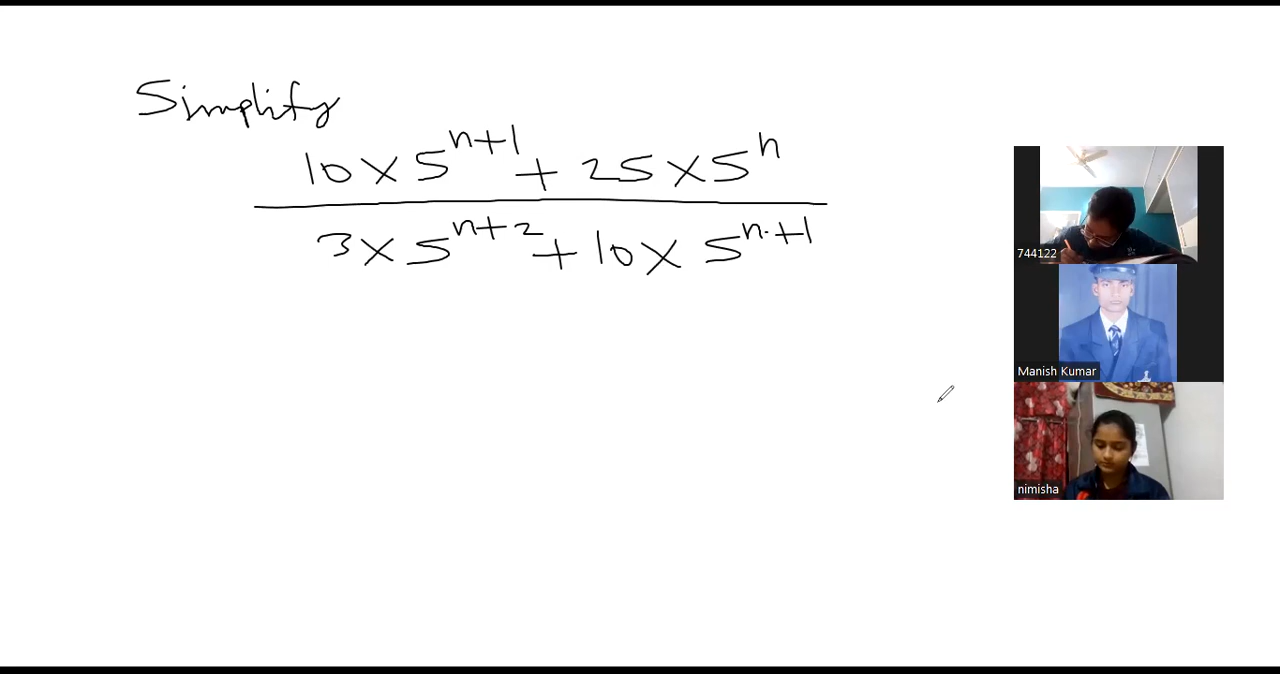 Simplify
10 × 5^{n+1} + 25 × 5^n
3 × 5^{n+2} + 10 × 5^{n+1}
744122
Manish Kumar
nimisha